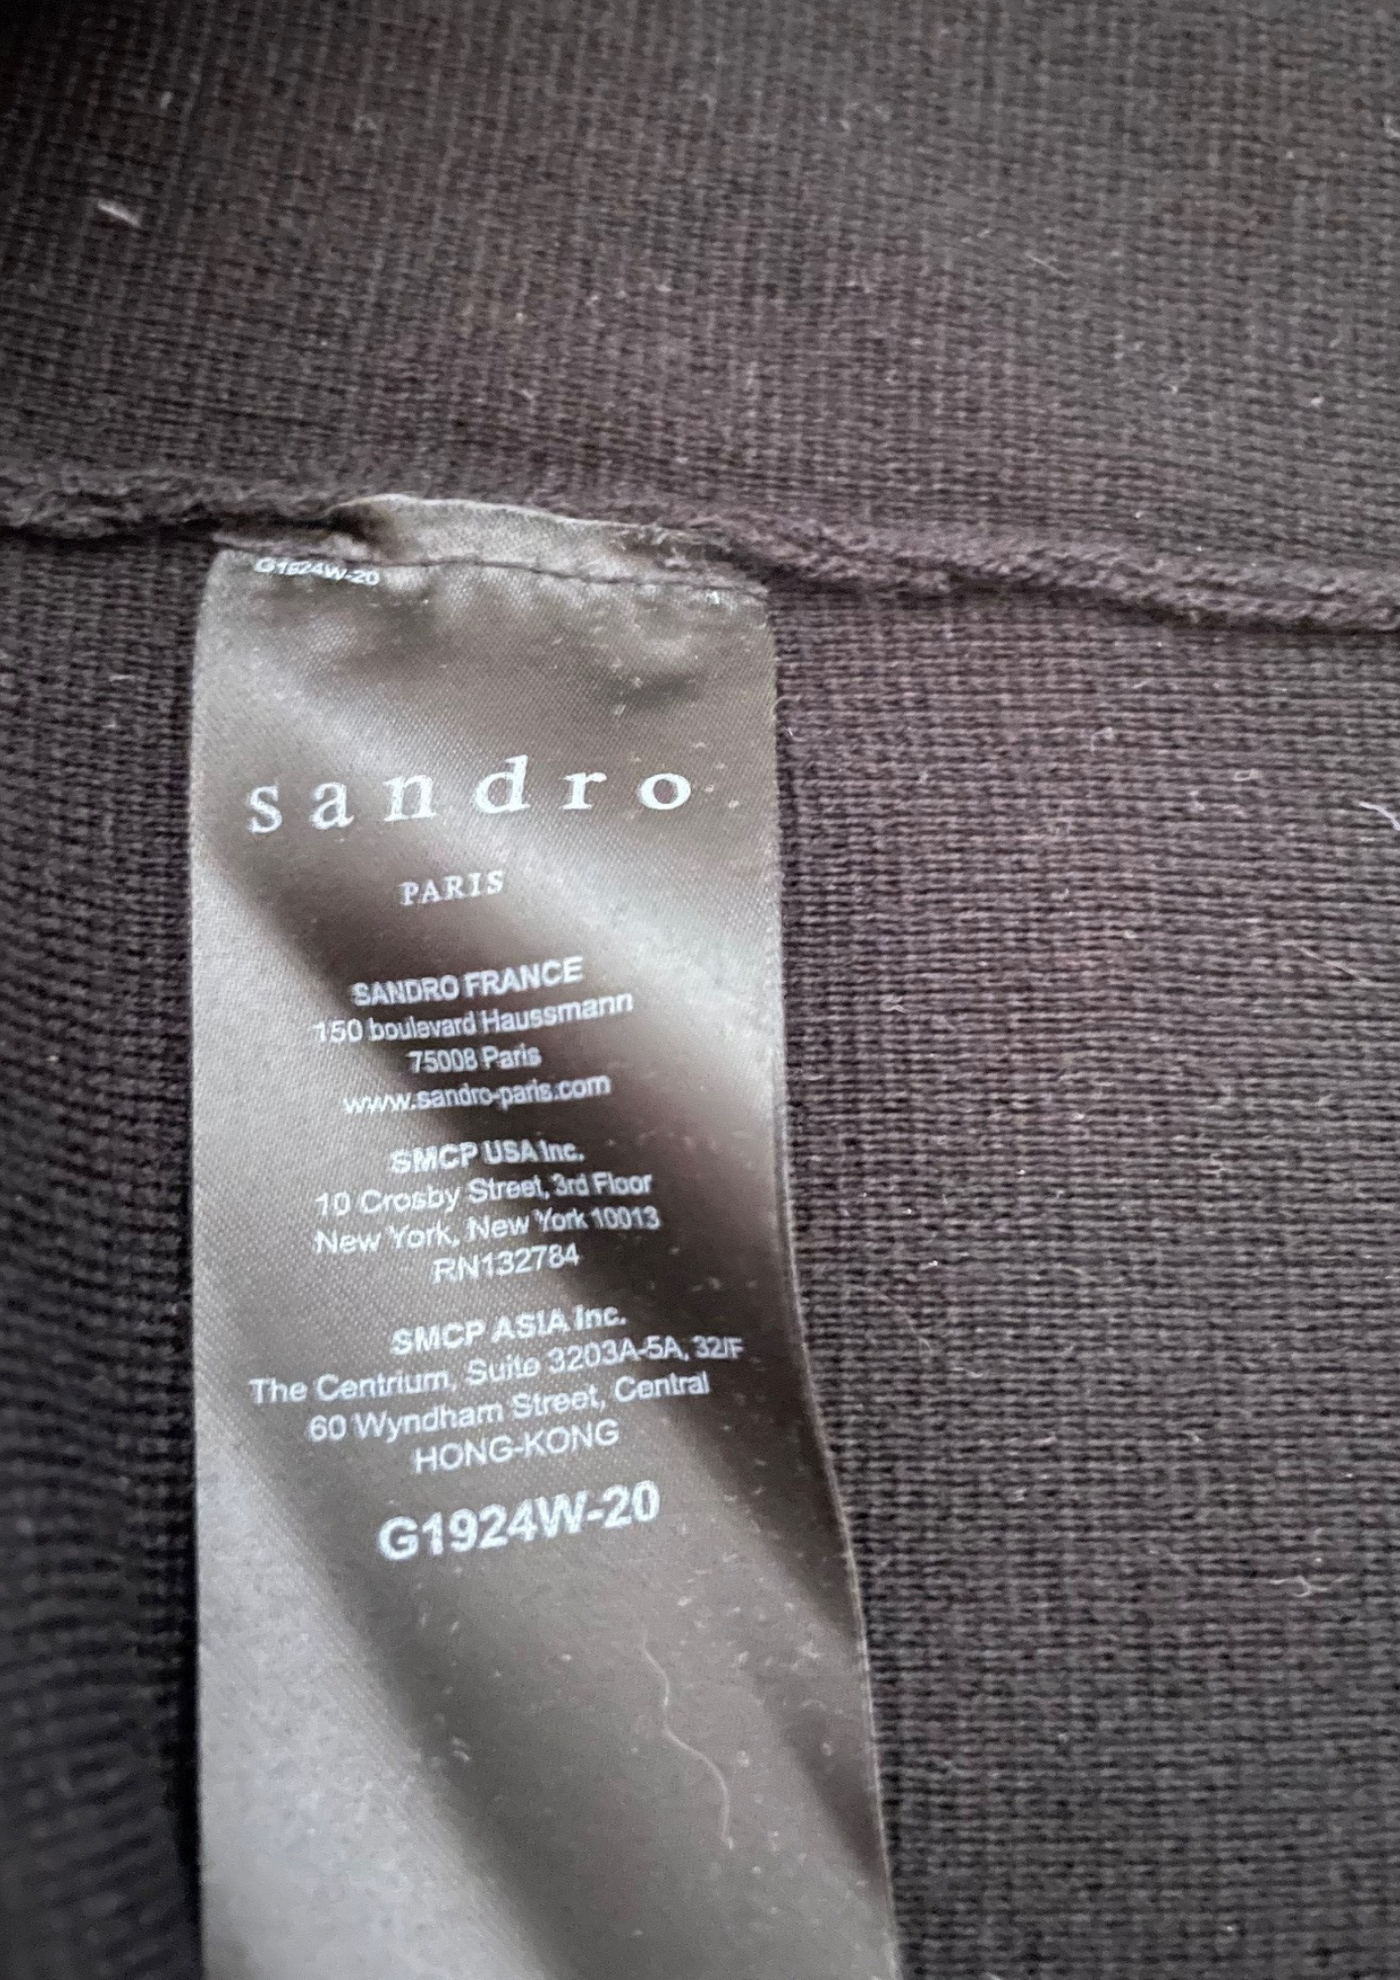 G1924W-20
sandro
PARIS
SANDRO FRANCE
150 boulevard Haussmann
75008 Paris
www.sandro-paris.com
SMCP USA Inc.
10 Crosby Street, 3rd Floor
New York, New York 10013
RN132784
SMCP ASIA Inc.
The Centrium, Suite 3203A-5A, 32/F
60 Wyndham Street, Central
HONG-KONG
G1924W-20